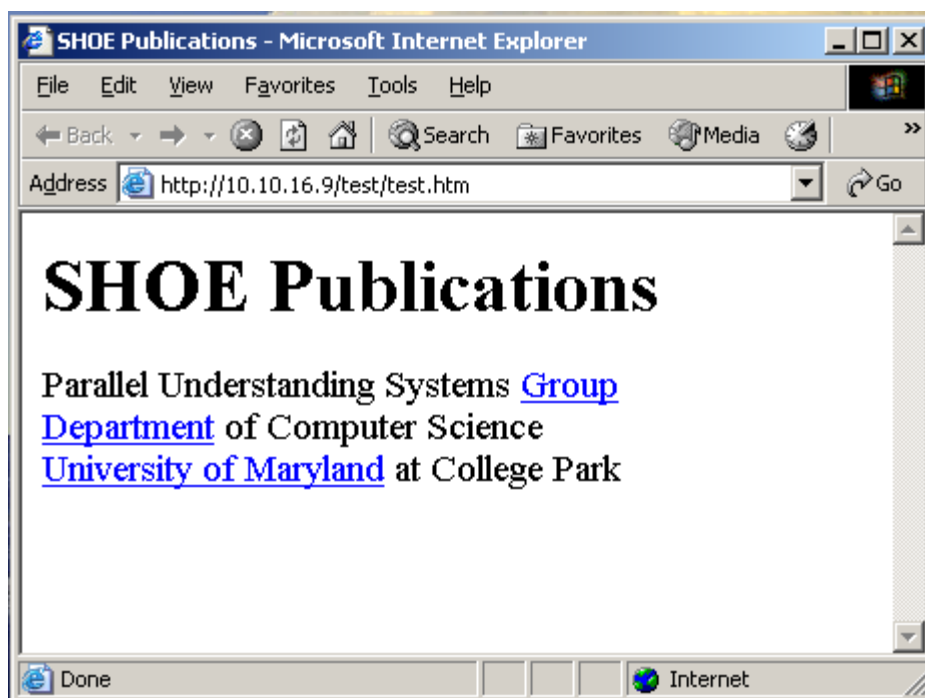 SHOE Publications - Microsoft Internet Explorer
File Edit View Favorites Tools Help
Back Search Favorites Media »
Address http://10.10.16.9/test/test.htm Go
SHOE Publications
Parallel Understanding Systems Group
Department of Computer Science
University of Maryland at College Park
Done Internet